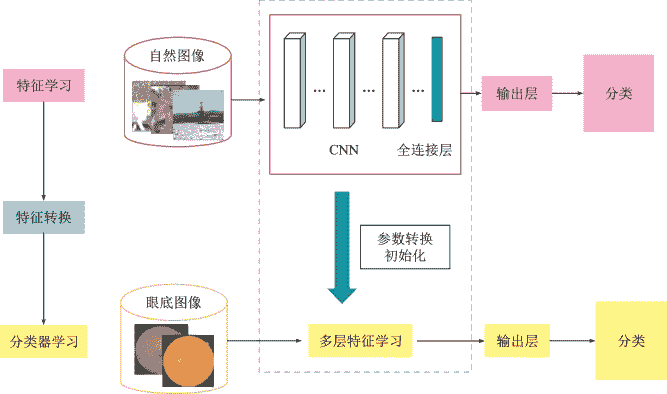 自然图像
特征学习
...
...
...
输出层
分类
CNN
全连接层
特征转换
参数转换
初始化
眼底图像
分类器学习
多层特征学习
输出层
分类